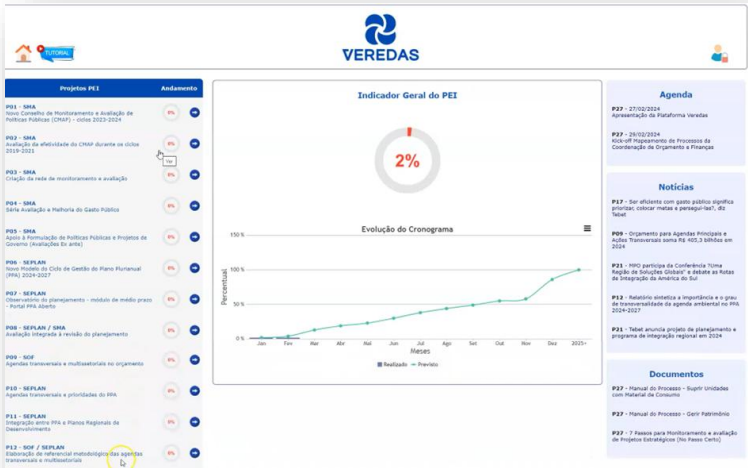 TUTORIAL
VEREDAS
Projetos PEI
Andamento
P01 - SMA
Novo Conselho de Monitoramento e Avaliação de
Políticas Públicas (CMAP) - ciclos 2023-2024
0%
P02 - SMA
Avaliação da efetividade do CMAP durante os ciclos
2019-2021
0%
Ver
P03 - SMA
Criação da rede de monitoramento e avaliação
0%
P04 - SMA
Série Avaliação e Melhoria do Gasto Público
0%
P05 - SMA
Apoio à Formulação de Políticas Públicas e Projetos de
Governo (Avaliações Ex ante)
0%
P06 - SEPLAN
Novo Modelo do Ciclo de Gestão do Plano Plurianual
(PPA) 2024-2027
0%
P07 - SEPLAN
Observatório do planejamento - módulo de médio prazo
- Portal PPA Aberto
0%
P08 - SEPLAN / SMA
Avaliação integrada à revisão do planejamento
0%
P09 - SOF
Agendas transversais e multissetoriais no orçamento
0%
P10 - SEPLAN
Agendas transversais e prioridades do PPA
0%
P11 - SEPLAN
Integração entre PPA e Planos Regionais de
Desenvolvimento
0%
P12 - SOF / SEPLAN
Elaboração de referencial metodológico das agendas
transversais e multissetoriais
0%
Indicador Geral do PEI
2%
Evolução do Cronograma
150 %
100 %
50 %
0 %
Percentual
Jan Fev Mar Abr Mai Jun Jul Ago Set Out Nov Dez 2025+
Meses
Realizado Previsto
Agenda
P27 - 27/02/2024
Apresentação da Plataforma Veredas
P27 - 29/02/2024
Kick-off Mapeamento de Processos da
Coordenação de Orçamento e Finanças
Notícias
P17 - Ser eficiente com gasto público significa
priorizar, colocar metas e persegui-las?, diz
Tebet
P09 - Orçamento para Agendas Principais e
Ações Transversais soma R$ 405,3 bilhões em
2024
P21 - MPO participa da Conferência ?Uma
Região de Soluções Globais" e debate as Rotas
de Integração da América do Sul
P12 - Relatório sintetiza a importância e o grau
de transversalidade da agenda ambiental no PPA
2024-2027
P21 - Tebet anuncia projeto de planejamento e
programa de integração regional em 2024
Documentos
P27 - Manual do Processo - Suprir Unidades
com Material de Consumo
P27 - Manual do Processo - Gerir Patrimônio
P27 - 7 Passos para Monitoramento e avaliação
de Projetos Estratégicos (No Passo Certo)